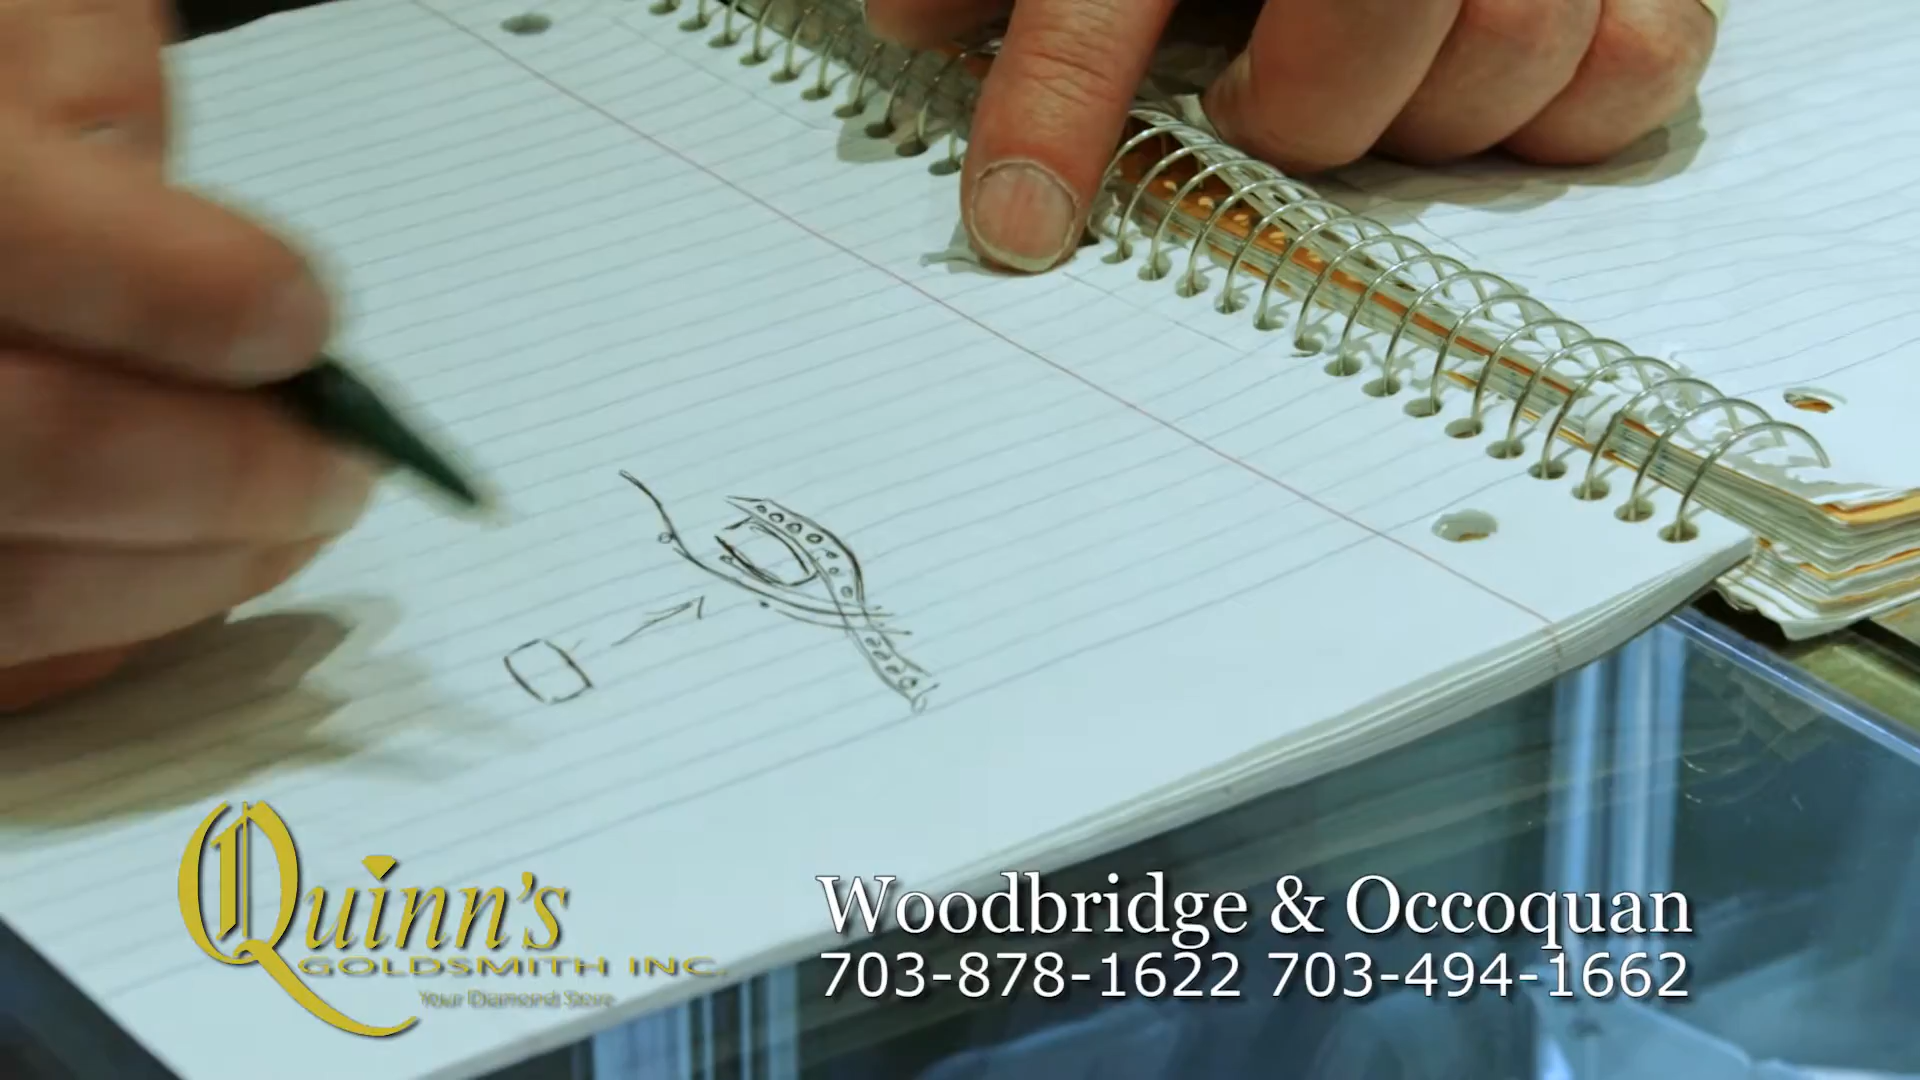 Quinn's
GOLDSMITH INC.
Your Diamond Store
Woodbridge & Occoquan
703-878-1622 703-494-1662